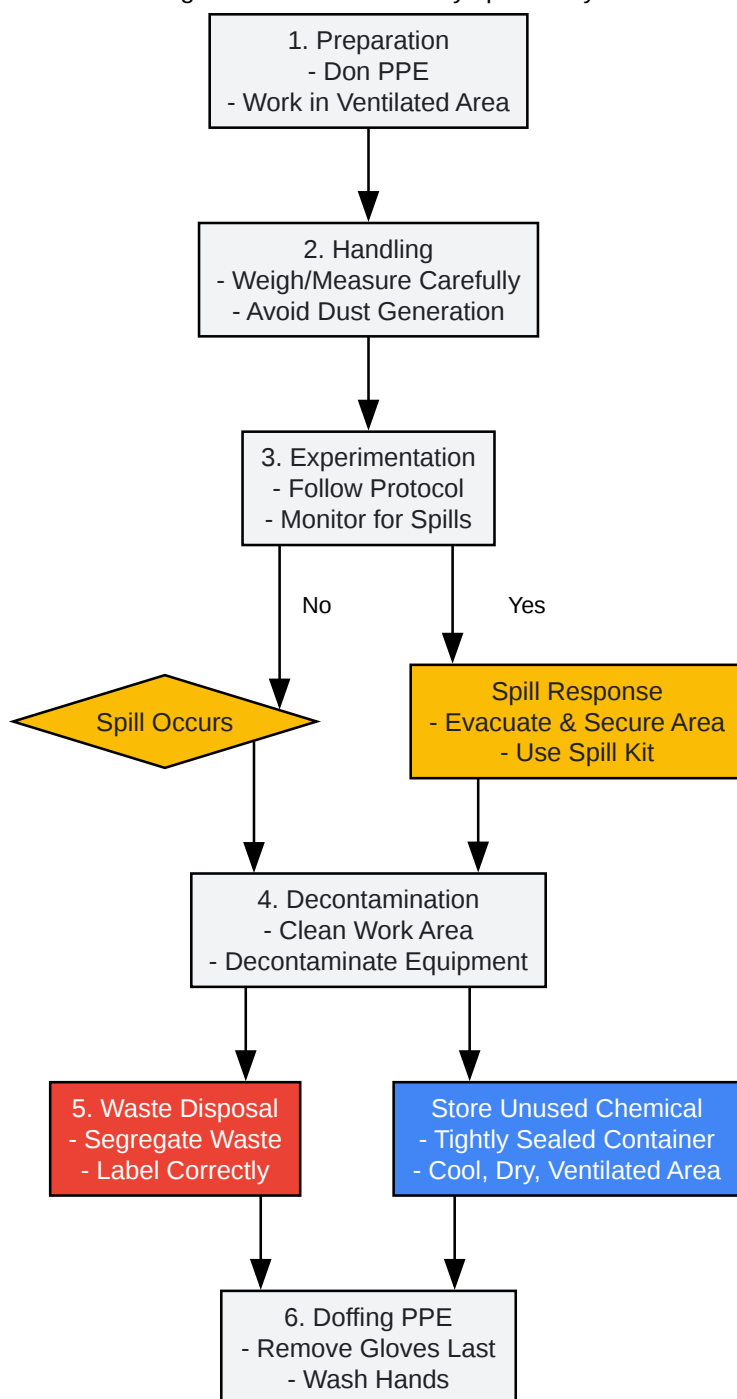 1. Preparation
- Don PPE
- Work in Ventilated Area
2. Handling
- Weigh/Measure Carefully
- Avoid Dust Generation
3. Experimentation
- Follow Protocol
- Monitor for Spills
No
Yes
Spill Occurs
Spill Response
- Evacuate & Secure Area
- Use Spill Kit
4. Decontamination
- Clean Work Area
- Decontaminate Equipment
5. Waste Disposal
- Segregate Waste
- Label Correctly
Store Unused Chemical
- Tightly Sealed Container
- Cool, Dry, Ventilated Area
6. Doffing PPE
- Remove Gloves Last
- Wash Hands